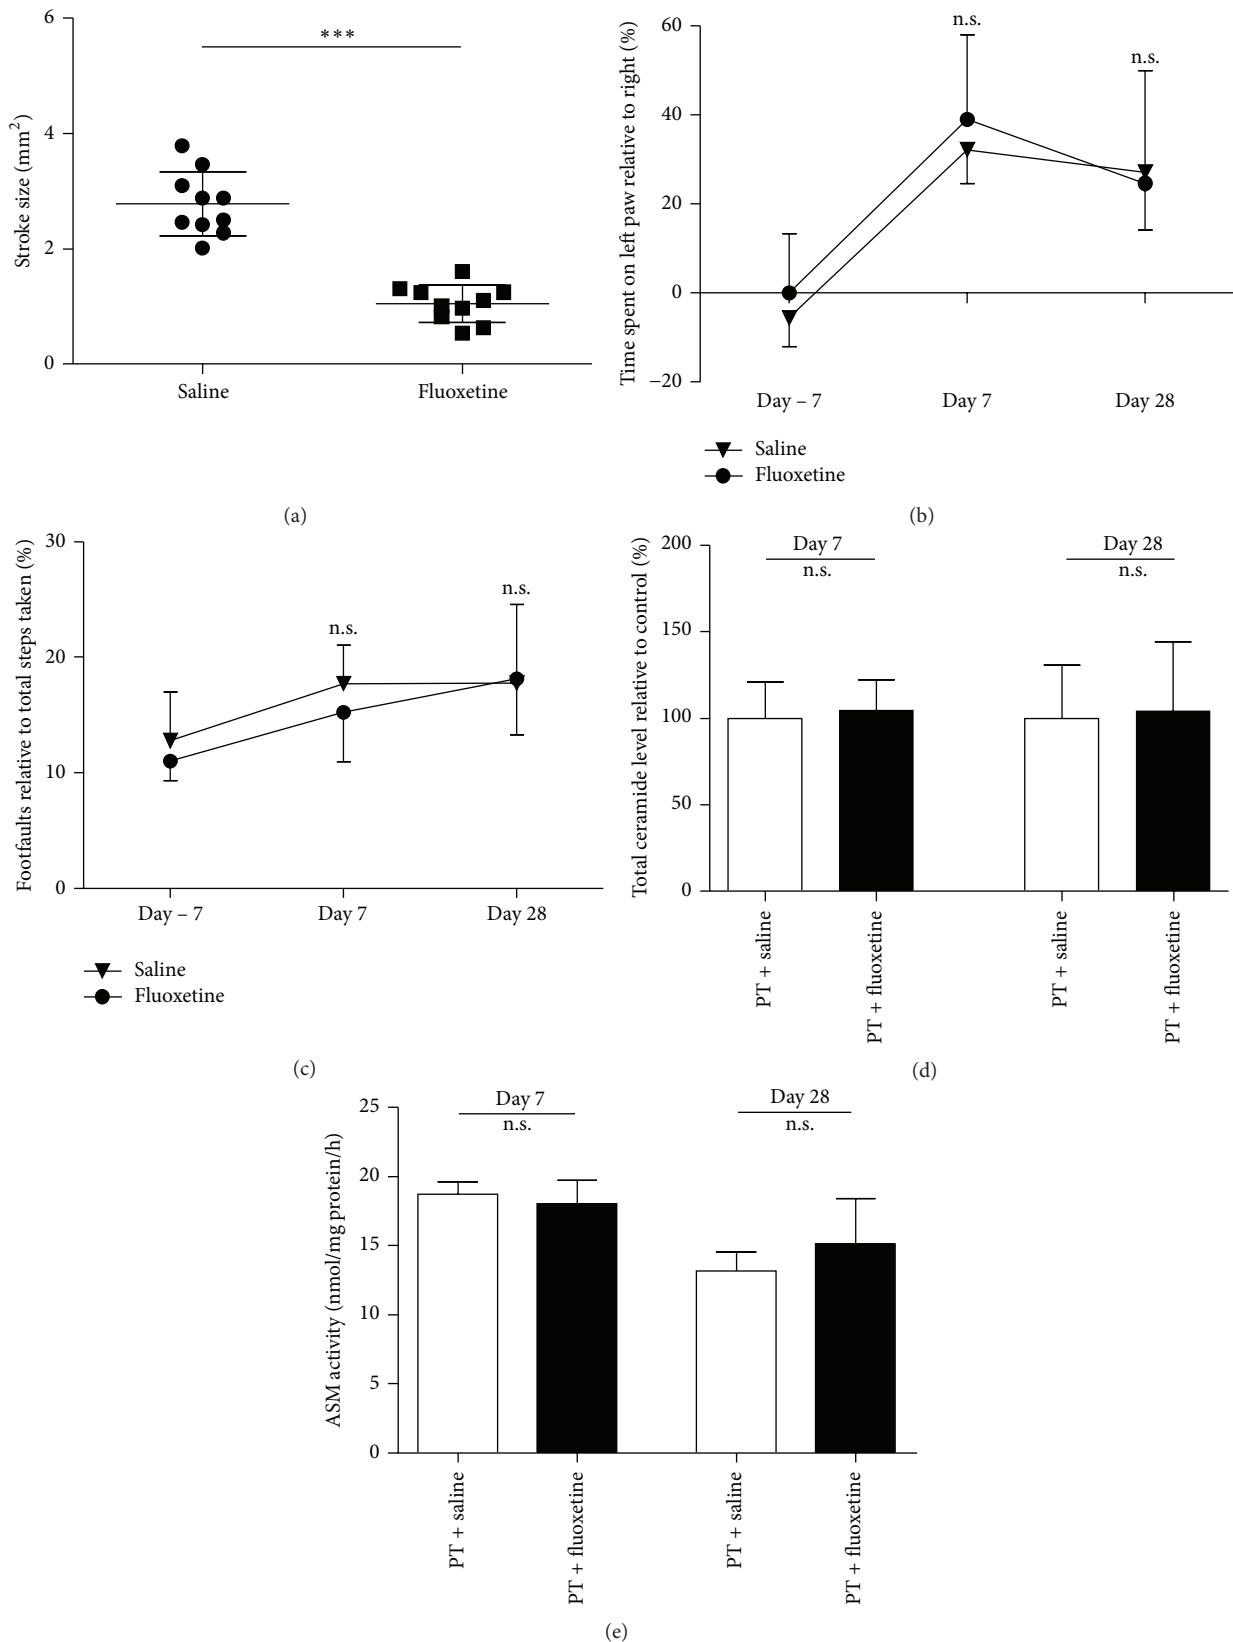 6
4
2
0
Stroke size (mm²)
***
Saline
Fluoxetine
(a)
60
40
20
0
−20
Time spent on left paw relative to right (%)
n.s.
n.s.
Day – 7
Day 7
Day 28
Saline
Fluoxetine
(b)
30
20
10
0
Footfaults relative to total steps taken (%)
n.s.
n.s.
Day – 7
Day 7
Day 28
Saline
Fluoxetine
(c)
200
150
100
50
0
Total ceramide level relative to control (%)
Day 7
n.s.
Day 28
n.s.
PT + saline
PT + fluoxetine
PT + saline
PT + fluoxetine
(d)
25
20
15
10
5
0
ASM activity (nmol/mg protein/h)
Day 7
n.s.
Day 28
n.s.
PT + saline
PT + fluoxetine
PT + saline
PT + fluoxetine
(e)